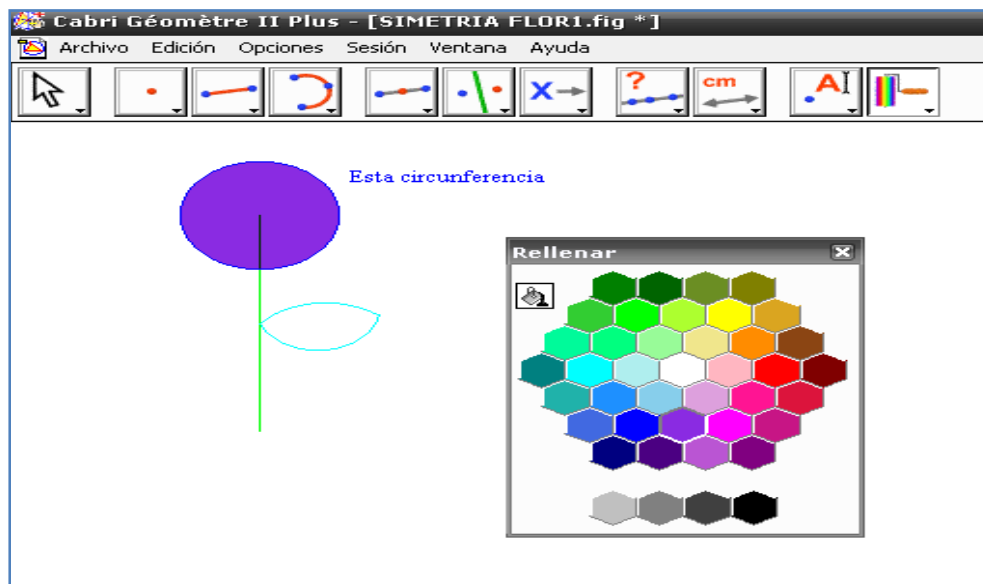 Cabri Géomètre II Plus - [SIMETRIA FLOR1.fig *]
Archivo Edición Opciones Sesión Ventana Ayuda
X ? cm A
Esta circunferencia
Rellenar